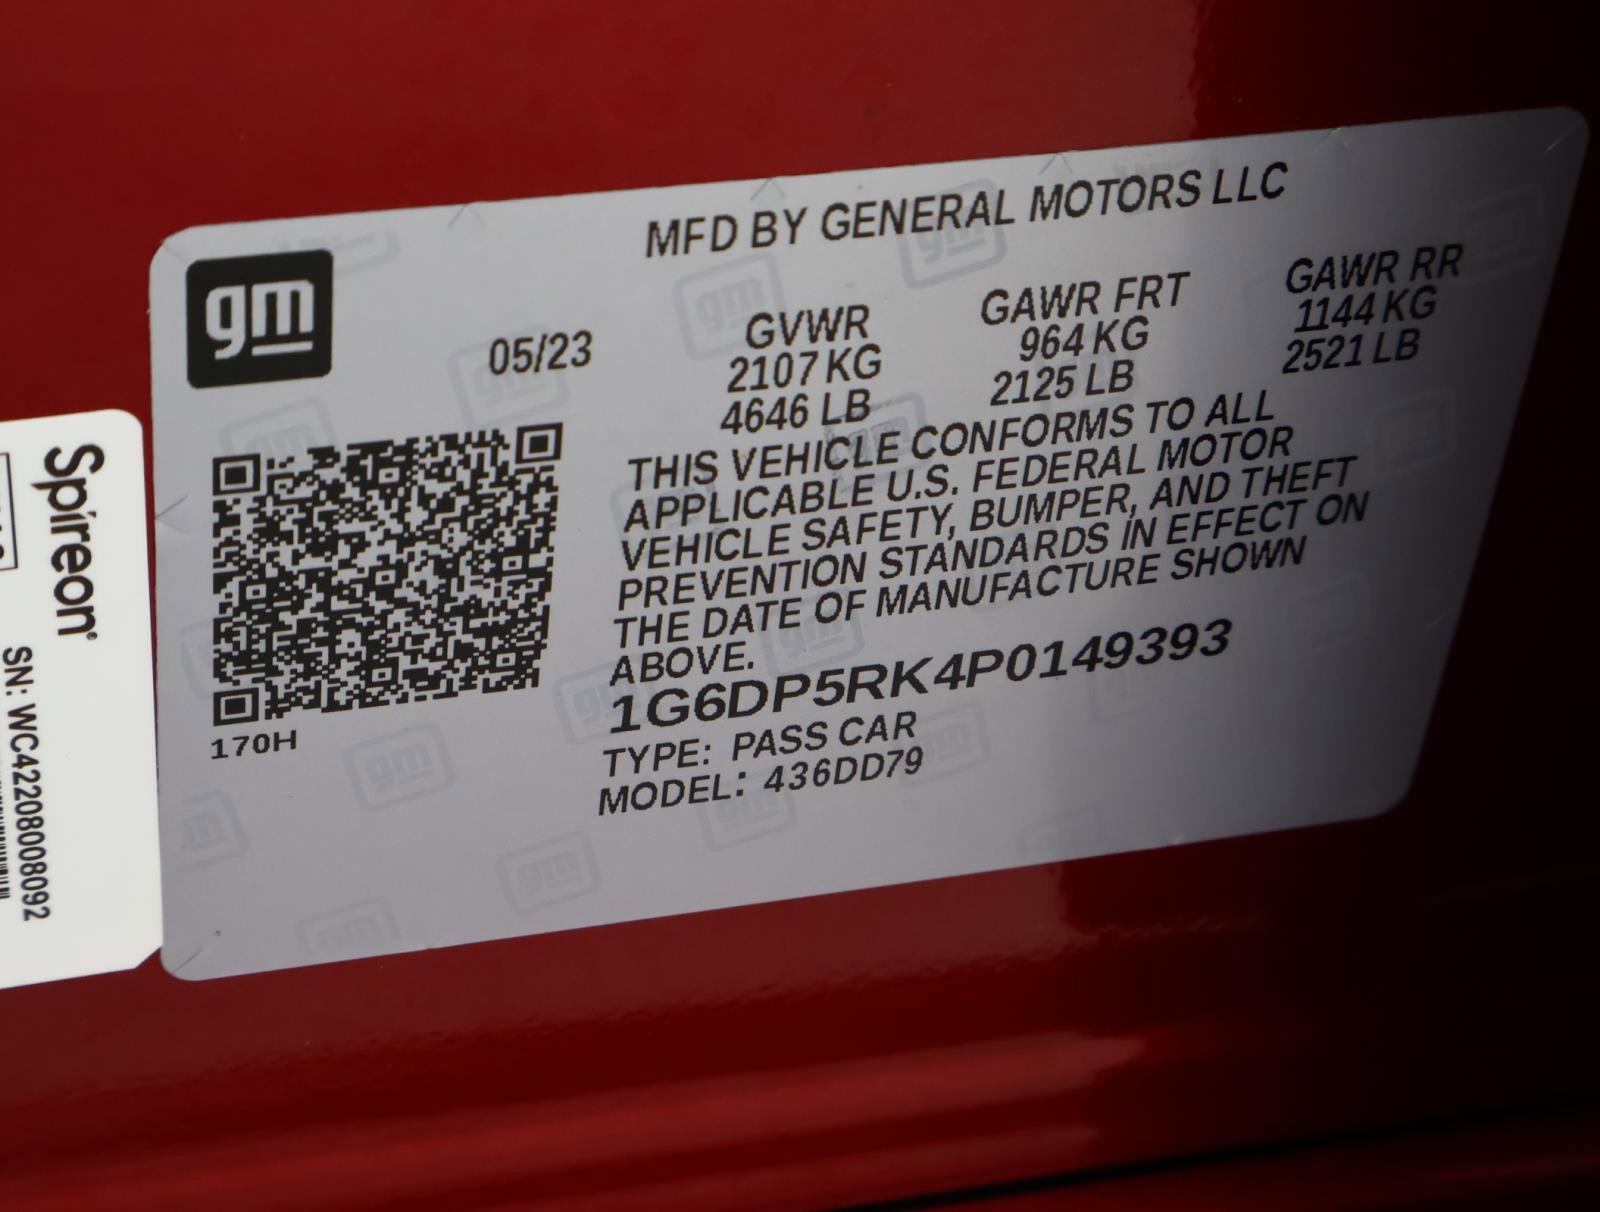 gm
MFD BY GENERAL MOTORS LLC
05/23
GVWR
2107 KG
4646 LB
GAWR FRT
964 KG
2125 LB
GAWR RR
1144 KG
2521 LB
THIS VEHICLE CONFORMS TO ALL
APPLICABLE U.S. FEDERAL MOTOR
VEHICLE SAFETY, BUMPER, AND THEFT
PREVENTION STANDARDS IN EFFECT ON
THE DATE OF MANUFACTURE SHOWN
ABOVE.
1G6DP5RK4P0149393
TYPE: PASS CAR
MODEL: 436DD79
170H
Spireon
SN: WC42208008092